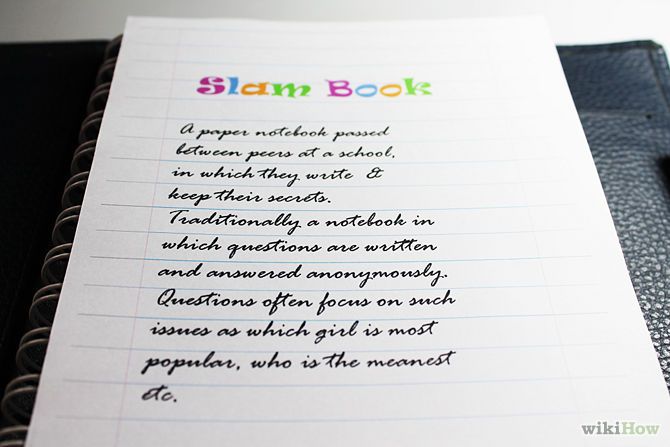 Slam Book
A paper notebook passed
between peers at a school,
in which they write &
keep their secrets.
Traditionally a notebook in
which questions are written
and answered anonymously.
Questions often focus on such
issues as which girl is most
popular, who is the meanest
etc.
wikiHow